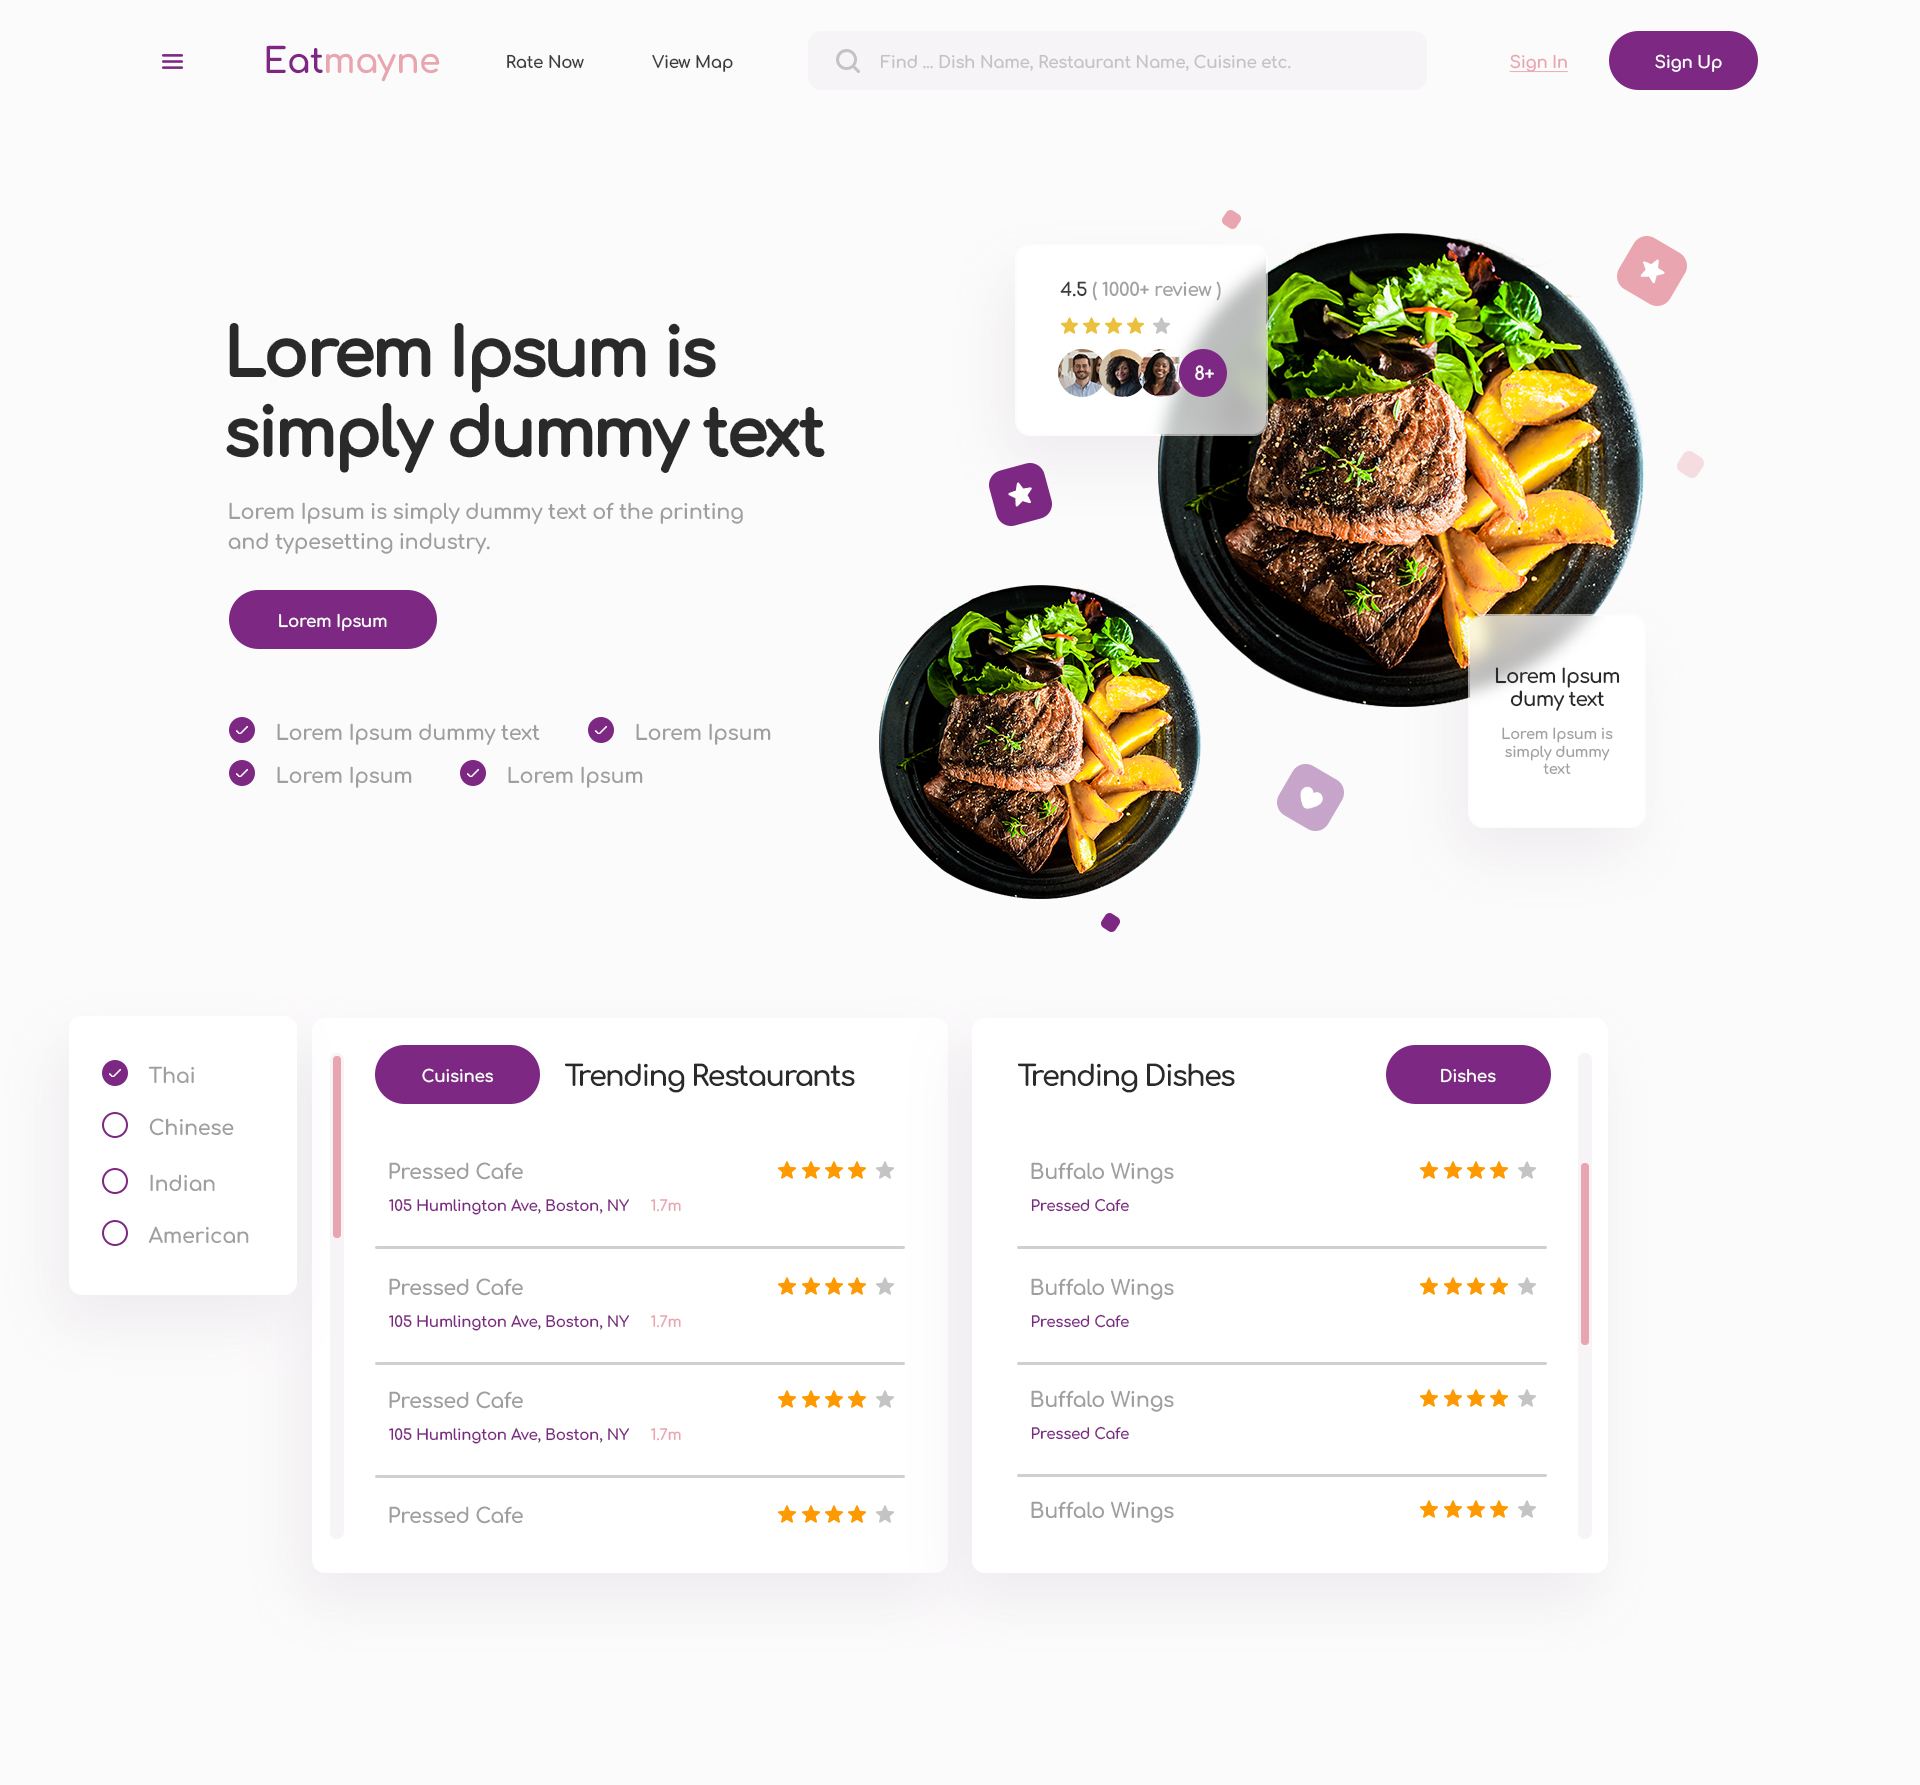 Eatmayne
Rate Now
View Map
Find ... Dish Name, Restaurant Name, Cuisine etc.
Sign In
Sign Up
Lorem Ipsum is
simply dummy text
Lorem Ipsum is simply dummy text of the printing
and typesetting industry.
Lorem Ipsum
Lorem Ipsum dummy text
Lorem Ipsum
Lorem Ipsum
Lorem Ipsum
4.5 ( 1000+ review )
8+
Lorem Ipsum
dumy text
Lorem Ipsum is
simply dummy
text
Thai
Chinese
Indian
American
Cuisines
Trending Restaurants
Pressed Cafe
105 Humlington Ave, Boston, NY 1.7m
Pressed Cafe
105 Humlington Ave, Boston, NY 1.7m
Pressed Cafe
105 Humlington Ave, Boston, NY 1.7m
Pressed Cafe
Trending Dishes
Dishes
Buffalo Wings
Pressed Cafe
Buffalo Wings
Pressed Cafe
Buffalo Wings
Pressed Cafe
Buffalo Wings